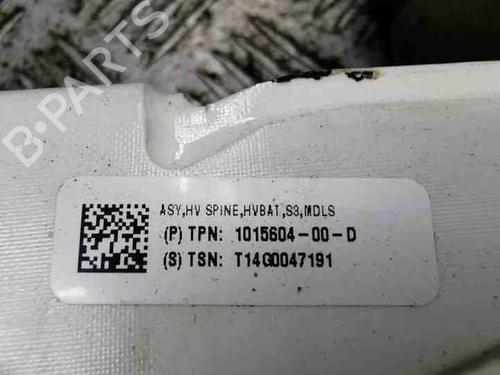 B-PARTS
ASY,HV SPINE,HVBAT,S3,MDLS
(P) TPN: 1015604-00-D
(S) TSN: T14G0047191